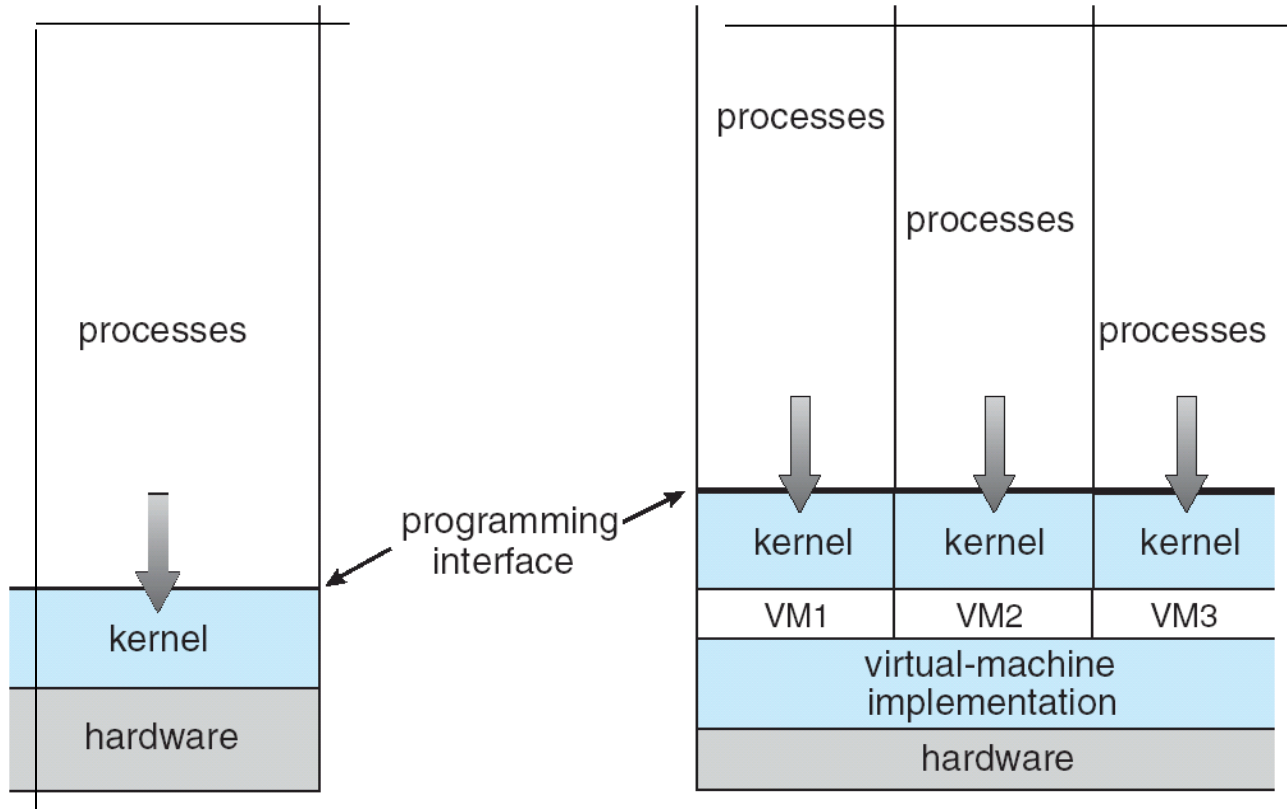 processes
kernel
hardware
programming
interface
processes
processes
processes
kernel
kernel
kernel
VM1
VM2
VM3
virtual-machine
implementation
hardware